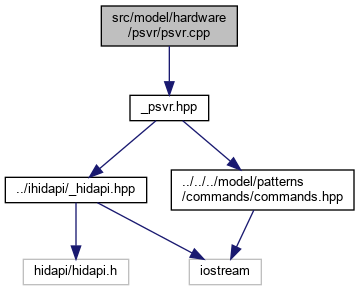 src/model/hardware
/psvr/psvr.cpp
_psvr.hpp
../ihidapi/_hidapi.hpp
../../../model/patterns
/commands/commands.hpp
hidapi/hidapi.h
iostream